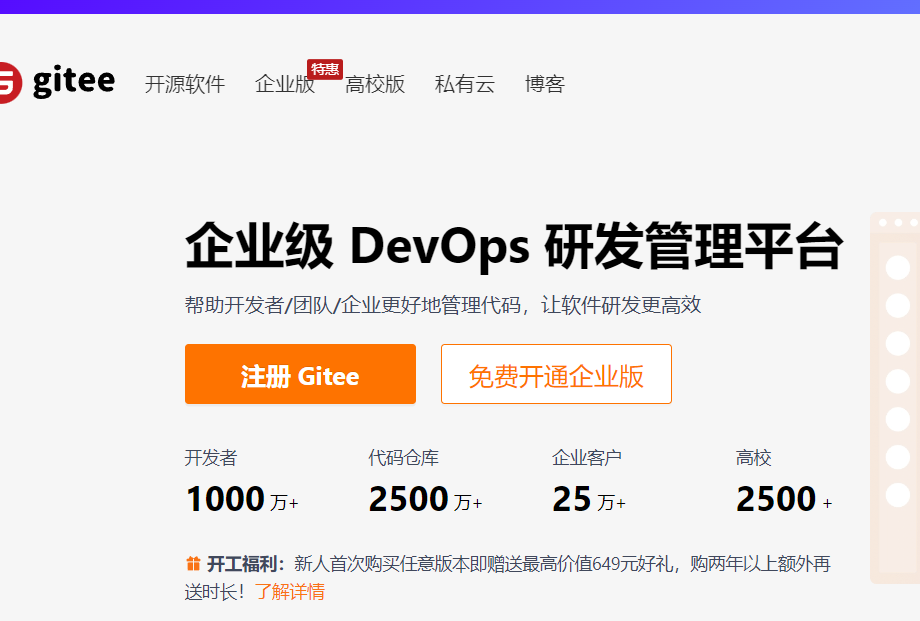 gitee 开源软件 企业版 特惠 高校版 私有云 博客
企业级 DevOps 研发管理平台
帮助开发者/团队/企业更好地管理代码，让软件研发更高效
注册 Gitee 免费开通企业版
开发者 代码仓库 企业客户 高校
1000 万+ 2500 万+ 25 万+ 2500 +
开工福利：新人首次购买任意版本即赠送最高价值649元好礼，购两年以上额外再
送时长！了解详情